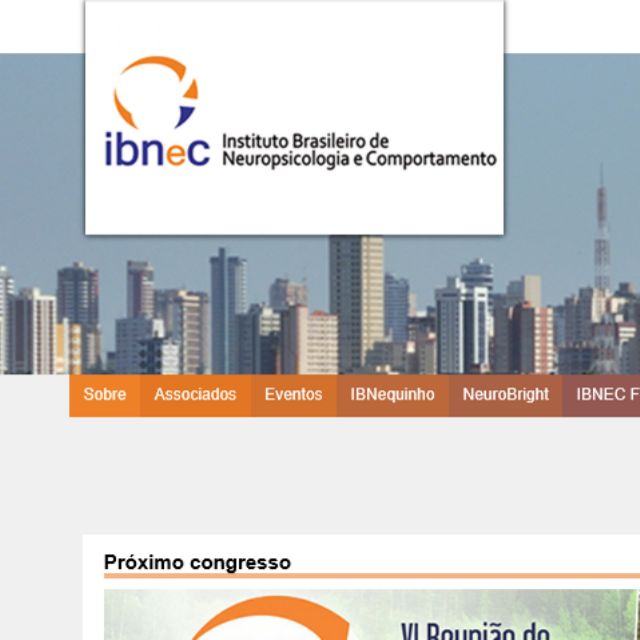 ibnec
Instituto Brasileiro de
Neuropsicologia e Comportamento
Sobre Associados Eventos IBNequinho NeuroBright IBNEC F
Próximo congresso
VI Reunião do